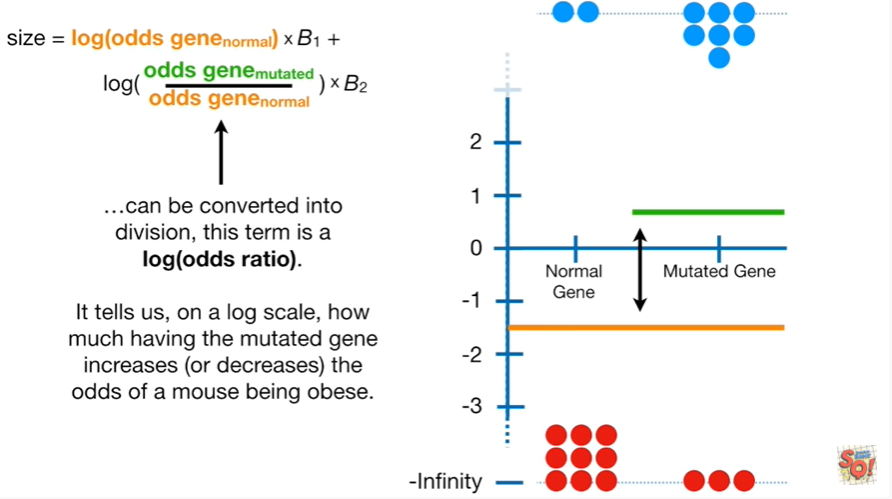 size = log(odds gene normal) x B1 +
log( odds gene mutated
odds gene normal ) x B2
…can be converted into
division, this term is a
log(odds ratio).
It tells us, on a log scale, how
much having the mutated gene
increases (or decreases) the
odds of a mouse being obese.
2
1
0
Normal
Gene
Mutated Gene
-1
-2
-3
-Infinity
SQ!